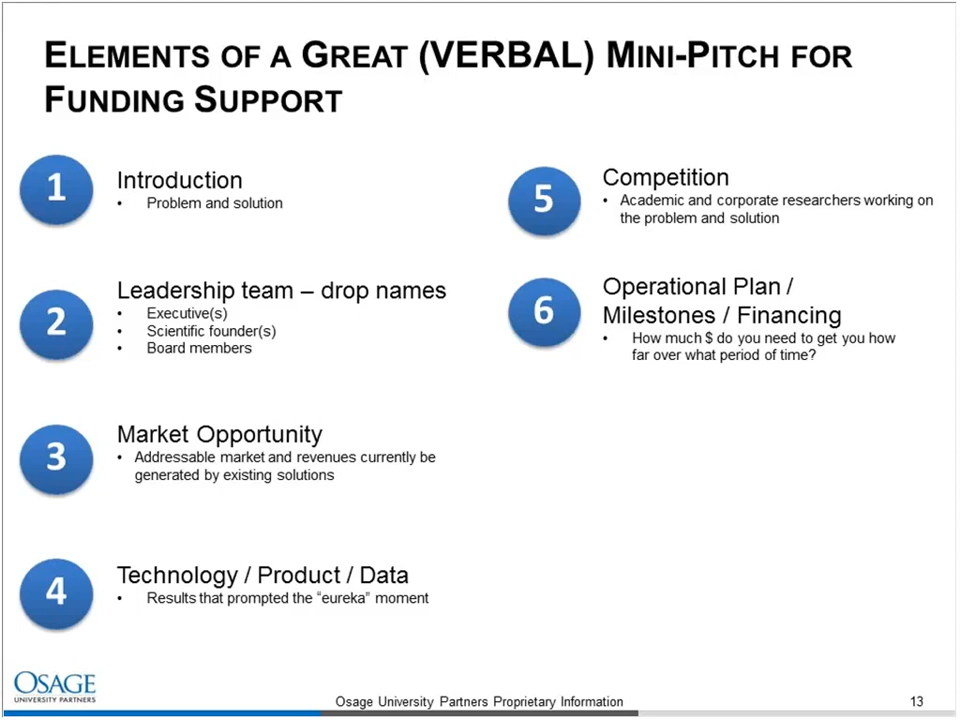 ELEMENTS OF A GREAT (VERBAL) MINI-PITCH FOR
FUNDING SUPPORT
1
Introduction
• Problem and solution
2
Leadership team – drop names
• Executive(s)
• Scientific founder(s)
• Board members
3
Market Opportunity
• Addressable market and revenues currently be
generated by existing solutions
4
Technology / Product / Data
• Results that prompted the “eureka” moment
5
Competition
• Academic and corporate researchers working on
the problem and solution
6
Operational Plan /
Milestones / Financing
• How much $ do you need to get you how
far over what period of time?
OSAGE
UNIVERSITY PARTNERS
Osage University Partners Proprietary Information
13